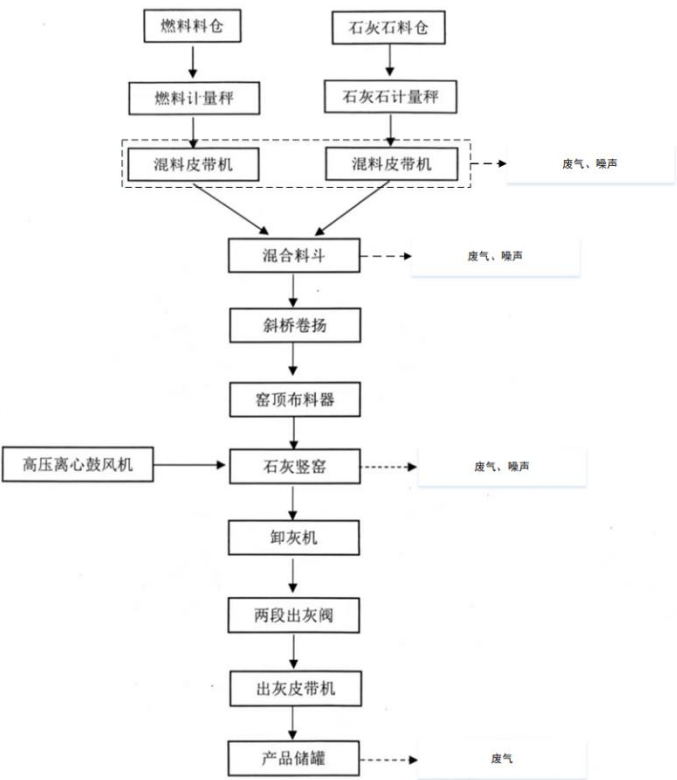 燃料料仓
石灰石料仓
燃料计量秤
石灰石计量秤
混料皮带机
混料皮带机
废气、噪声
混合料斗
废气、噪声
斜桥卷扬
窑顶布料器
高压离心鼓风机
石灰竖窑
废气、噪声
卸灰机
两段出灰阀
出灰皮带机
产品储罐
废气